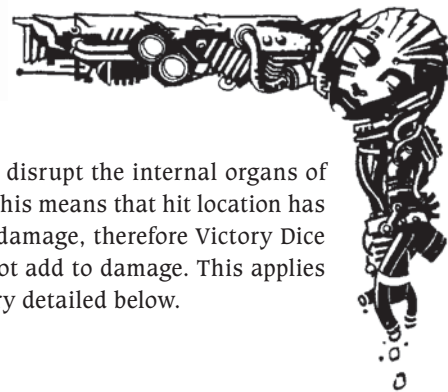 disrupt the internal organs of
his means that hit location has
damage, therefore Victory Dice
ot add to damage. This applies
ry detailed below.